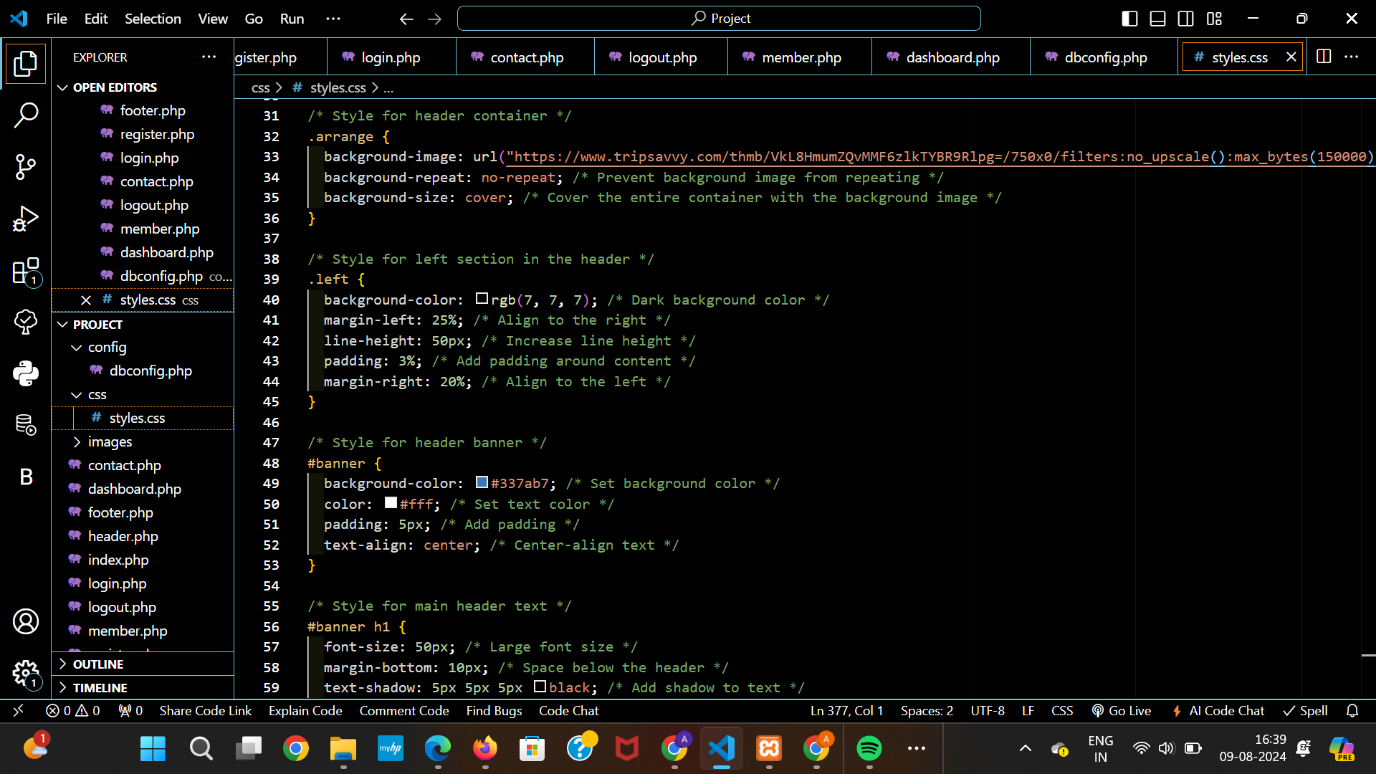 File Edit Selection View Go Run ··· Project
EXPLORER ···
gister.php login.php contact.php logout.php member.php dashboard.php dbconfig.php # styles.css
css > # styles.css > ...
OPEN EDITORS
footer.php
register.php
login.php
contact.php
logout.php
member.php
dashboard.php
dbconfig.php co...
# styles.css css
PROJECT
config
dbconfig.php
css
# styles.css
images
contact.php
dashboard.php
footer.php
header.php
index.php
login.php
logout.php
member.php
OUTLINE
TIMELINE
1
B
1
31 /* Style for header container */
32 .arrange {
33 background-image: url("https://www.tripsavvy.com/thmb/VkL8HmumZQvMMF6zlkTYBR9Rlpg=/750x0/filters:no_upscale():max_bytes(150000)
34 background-repeat: no-repeat; /* Prevent background image from repeating */
35 background-size: cover; /* Cover the entire container with the background image */
36 }
37
38 /* Style for left section in the header */
39 .left {
40 background-color: rgb(7, 7, 7); /* Dark background color */
41 margin-left: 25%; /* Align to the right */
42 line-height: 50px; /* Increase line height */
43 padding: 3%; /* Add padding around content */
44 margin-right: 20%; /* Align to the left */
45 }
46
47 /* Style for header banner */
48 #banner {
49 background-color: #337ab7; /* Set background color */
50 color: #fff; /* Set text color */
51 padding: 5px; /* Add padding */
52 text-align: center; /* Center-align text */
53 }
54
55 /* Style for main header text */
56 #banner h1 {
57 font-size: 50px; /* Large font size */
58 margin-bottom: 10px; /* Space below the header */
59 text-shadow: 5px 5px 5px black; /* Add shadow to text */
0 0 0 Share Code Link Explain Code Comment Code Find Bugs Code Chat Ln 377, Col 1 Spaces: 2 UTF-8 LF CSS Go Live AI Code Chat Spell
1 myhp A A ··· ENG 16:39 PRE
IN 09-08-2024